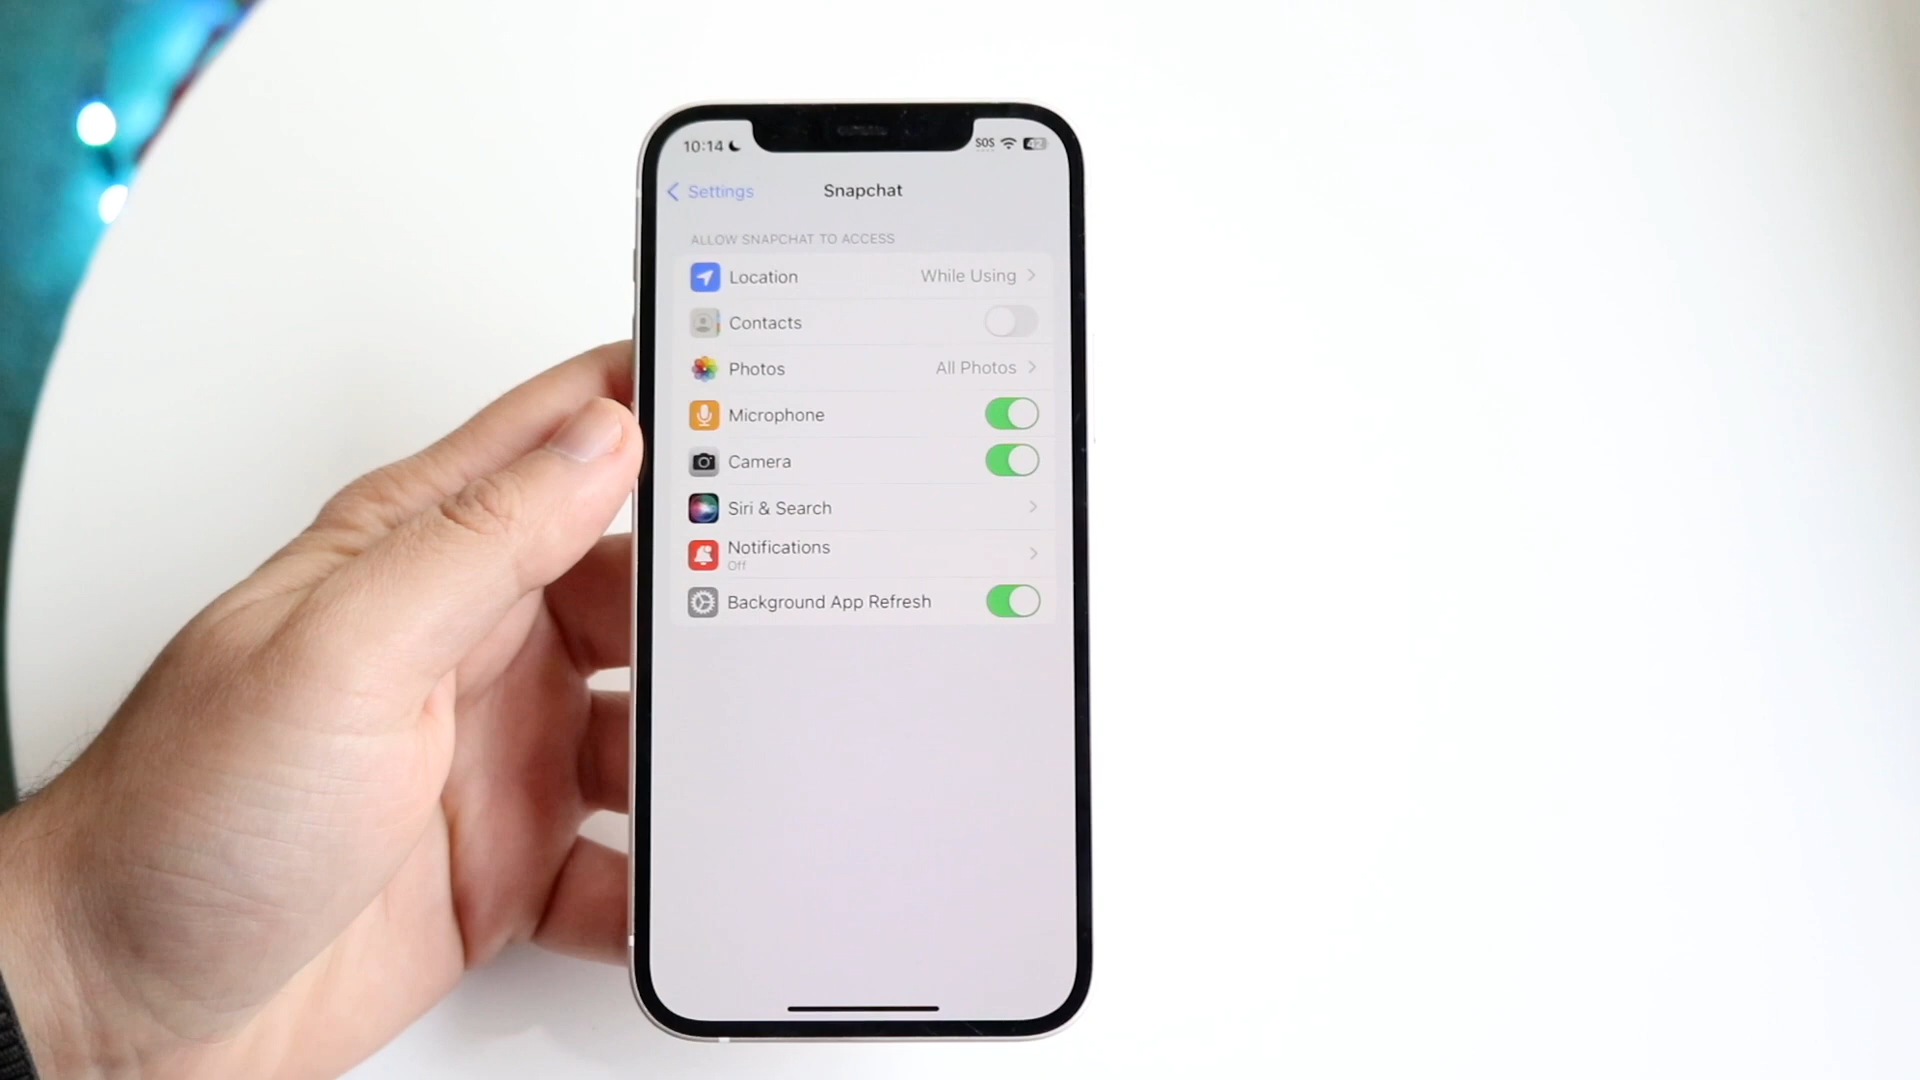 10:14 SOS 42
Settings Snapchat
ALLOW SNAPCHAT TO ACCESS
Location While Using
Contacts
Photos All Photos
Microphone
Camera
Siri & Search
Notifications
Off
Background App Refresh